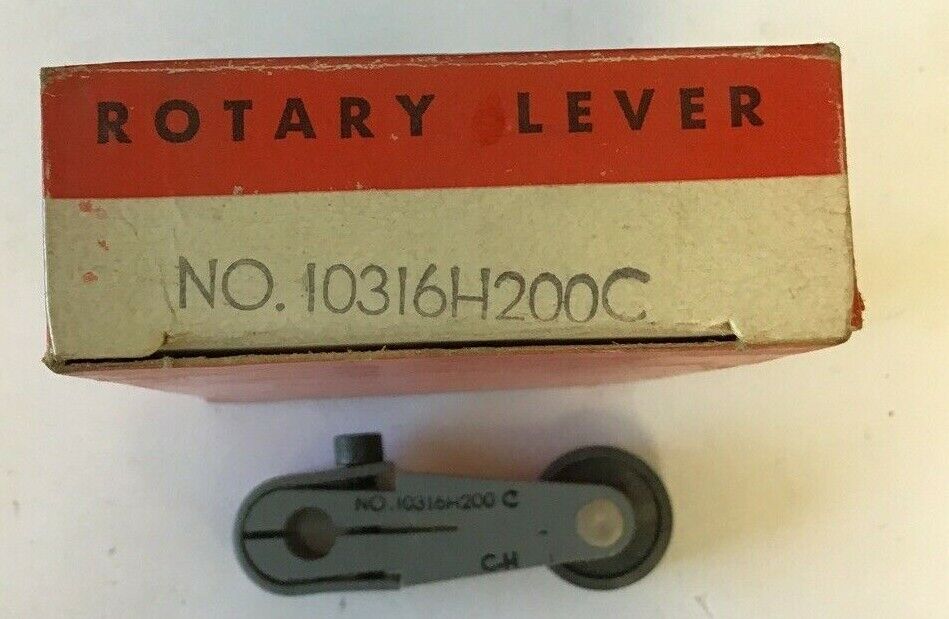 ROTARY LEVER
NO. 10316H200C
NO. 10316H200 C
C-H